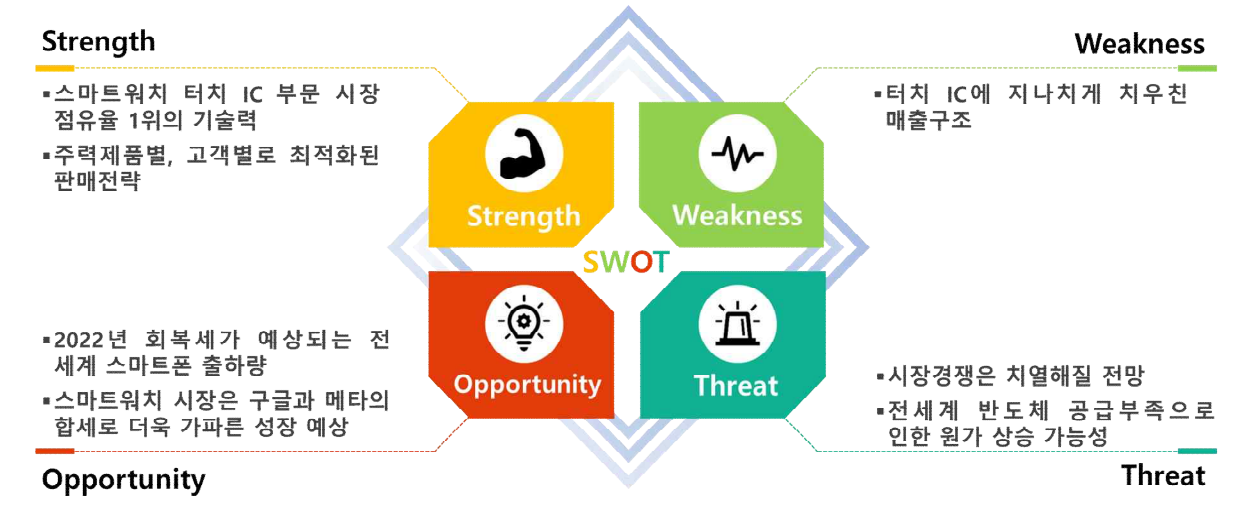 Strength
▪스마트워치 터치 IC 부문 시장
점유율 1위의 기술력
▪주력제품별, 고객별로 최적화된
판매전략
Weakness
▪터치 IC에 지나치게 치우친
매출구조
Strength
Weakness
SWOT
Opportunity
Threat
▪2022년 회복세가 예상되는 전
세계 스마트폰 출하량
▪스마트워치 시장은 구글과 메타의
합세로 더욱 가파른 성장 예상
Opportunity
▪시장경쟁은 치열해질 전망
▪전세계 반도체 공급부족으로
인한 원가 상승 가능성
Threat